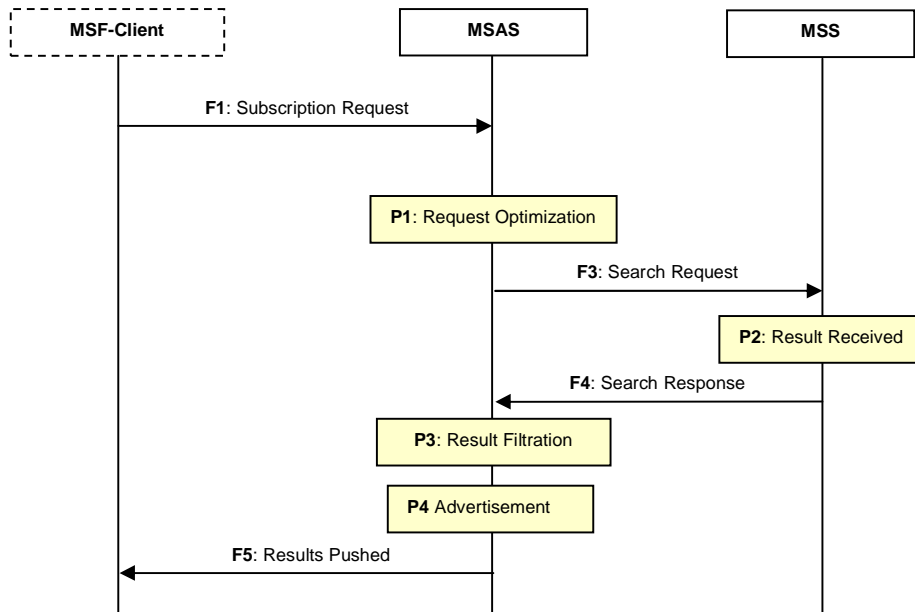 MSF-Client
MSAS
MSS
F1: Subscription Request
P1: Request Optimization
F3: Search Request
P2: Result Received
F4: Search Response
P3: Result Filtration
P4 Advertisement
F5: Results Pushed